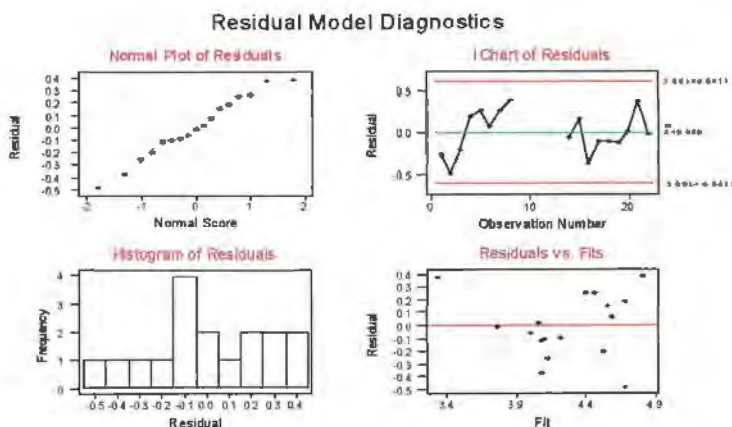 Residual Model Diagnostics
Normal Plot of Residuals
I Chart of Residuals
Residual
0.4
0.3
0.2
0.1
0.0
-0.1
-0.2
-0.3
-0.4
-0.5
-1
0
1
2
Normal Score
Residual
0.5
0.0
-0.5
0
10
20
Observation Number
Histogram of Residuals
Residuals vs. Fits
Frequency
4
3
2
1
0
-0.5 -0.4 -0.3 -0.2 -0.1 0.0 0.1 0.2 0.3 0.4
Residual
Residual
0.4
0.3
0.2
0.1
0.0
-0.1
-0.2
-0.3
-0.4
-0.5
3.4 3.9 4.4 4.9
Fit